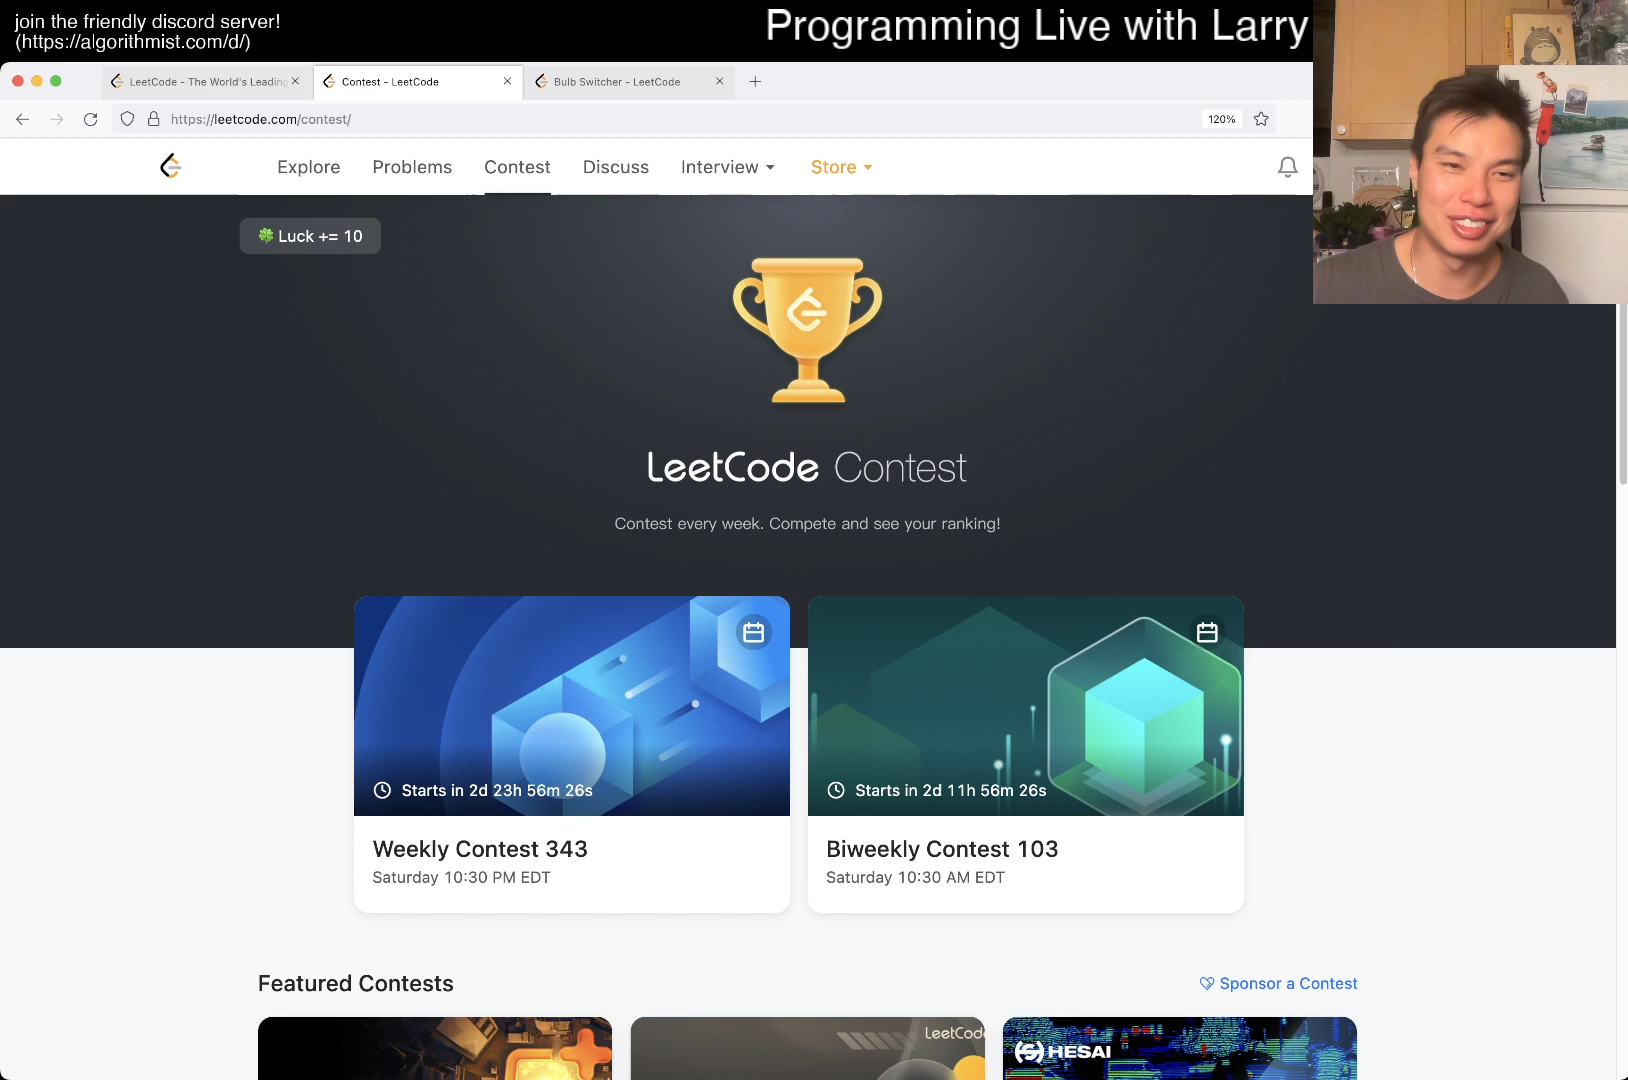 join the friendly discord server!
(https://algorithmist.com/d/)
Programming Live with Larry
LeetCode - The World's Leading
Contest - LeetCode
Bulb Switcher - LeetCode
https://leetcode.com/contest/
120%
Explore
Problems
Contest
Discuss
Interview
Store
Luck += 10
LeetCode Contest
Contest every week. Compete and see your ranking!
Starts in 2d 23h 56m 26s
Starts in 2d 11h 56m 26s
Weekly Contest 343
Saturday 10:30 PM EDT
Biweekly Contest 103
Saturday 10:30 AM EDT
Featured Contests
Sponsor a Contest
LeetCode
HESAI